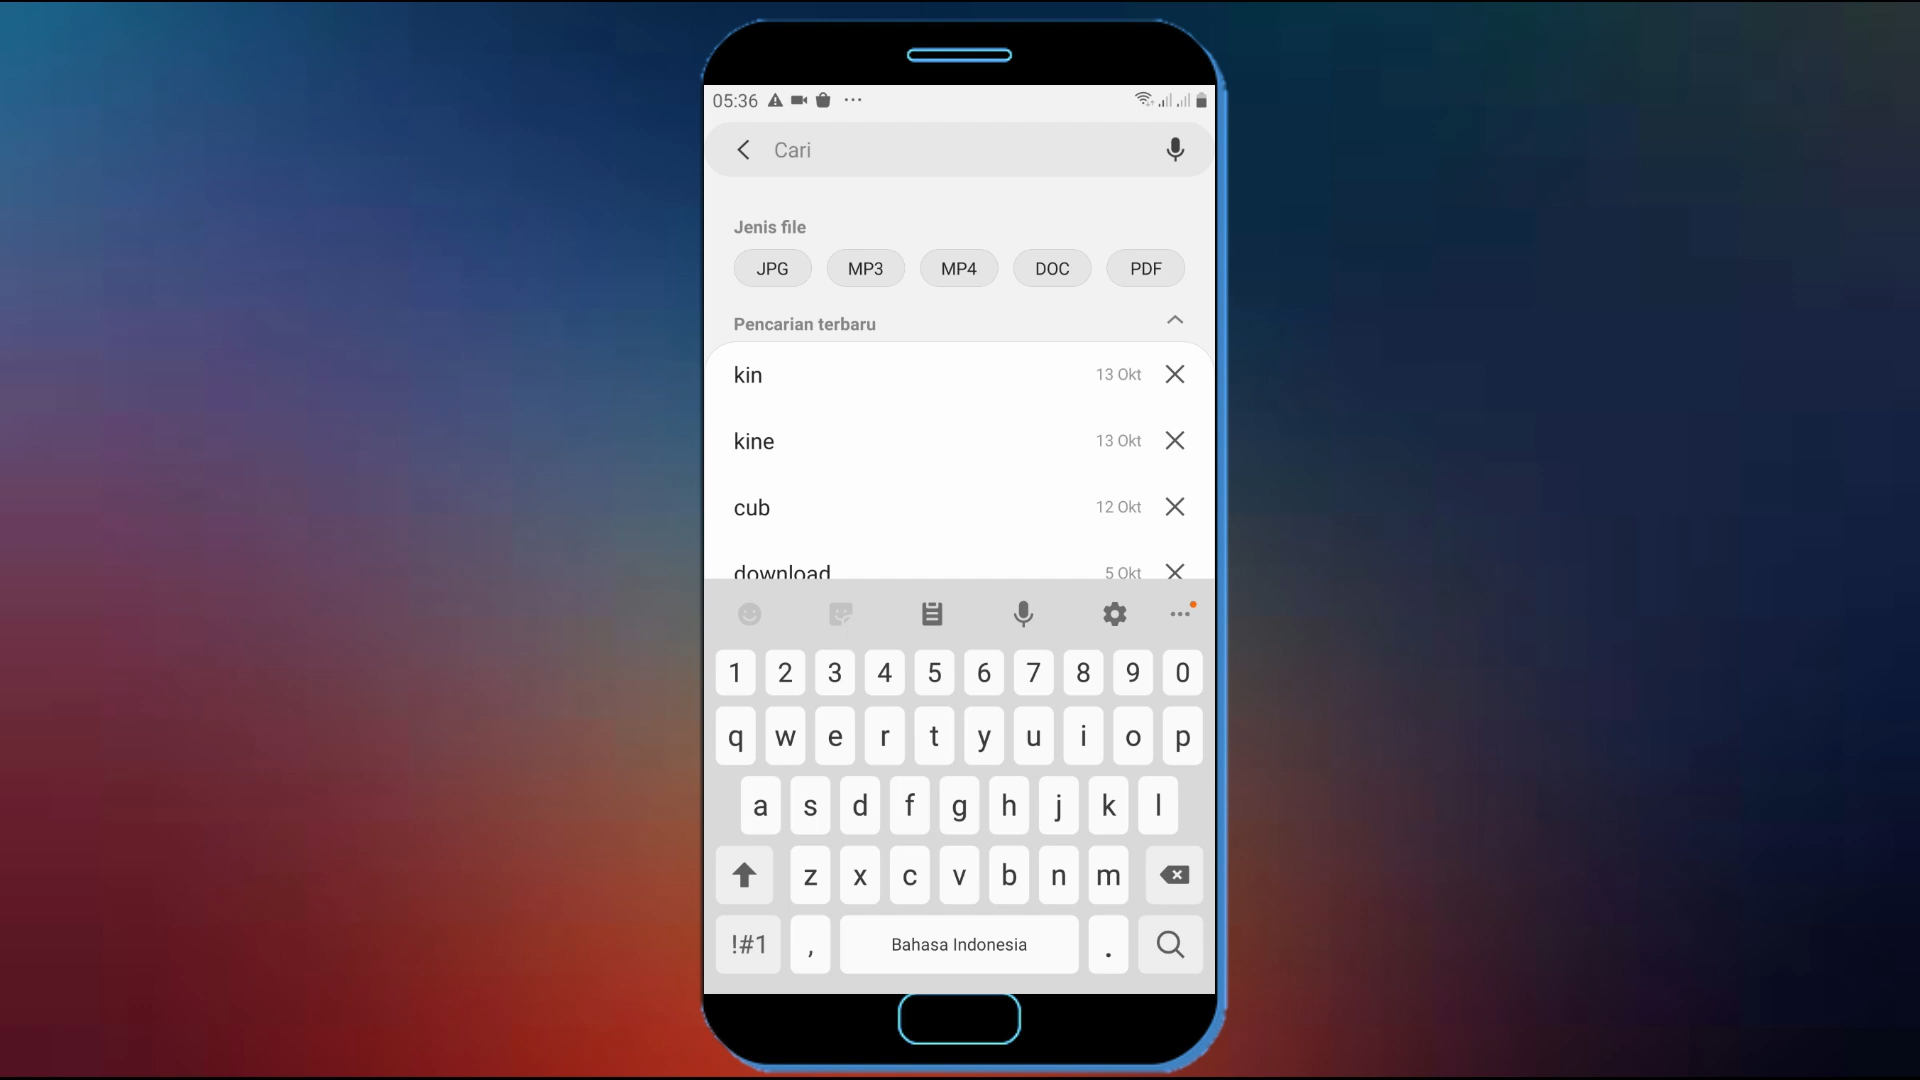 05:36
Cari
Jenis file
JPG MP3 MP4 DOC PDF
Pencarian terbaru
kin 13 Okt
kine 13 Okt
cub 12 Okt
download 5 Okt
1 2 3 4 5 6 7 8 9 0
q w e r t y u i o p
a s d f g h j k l
z x c v b n m
!#1 , Bahasa Indonesia .